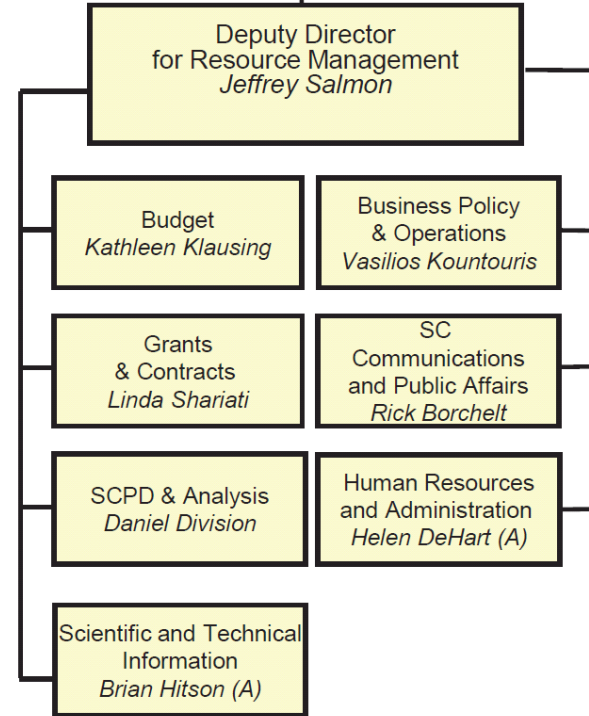 Deputy Director
for Resource Management
Jeffrey Salmon
Budget
Kathleen Klausing
Business Policy
& Operations
Vasilios Kountouris
Grants
& Contracts
Linda Shariati
SC
Communications
and Public Affairs
Rick Borchelt
SCPD & Analysis
Daniel Division
Human Resources
and Administration
Helen DeHart (A)
Scientific and Technical
Information
Brian Hitson (A)